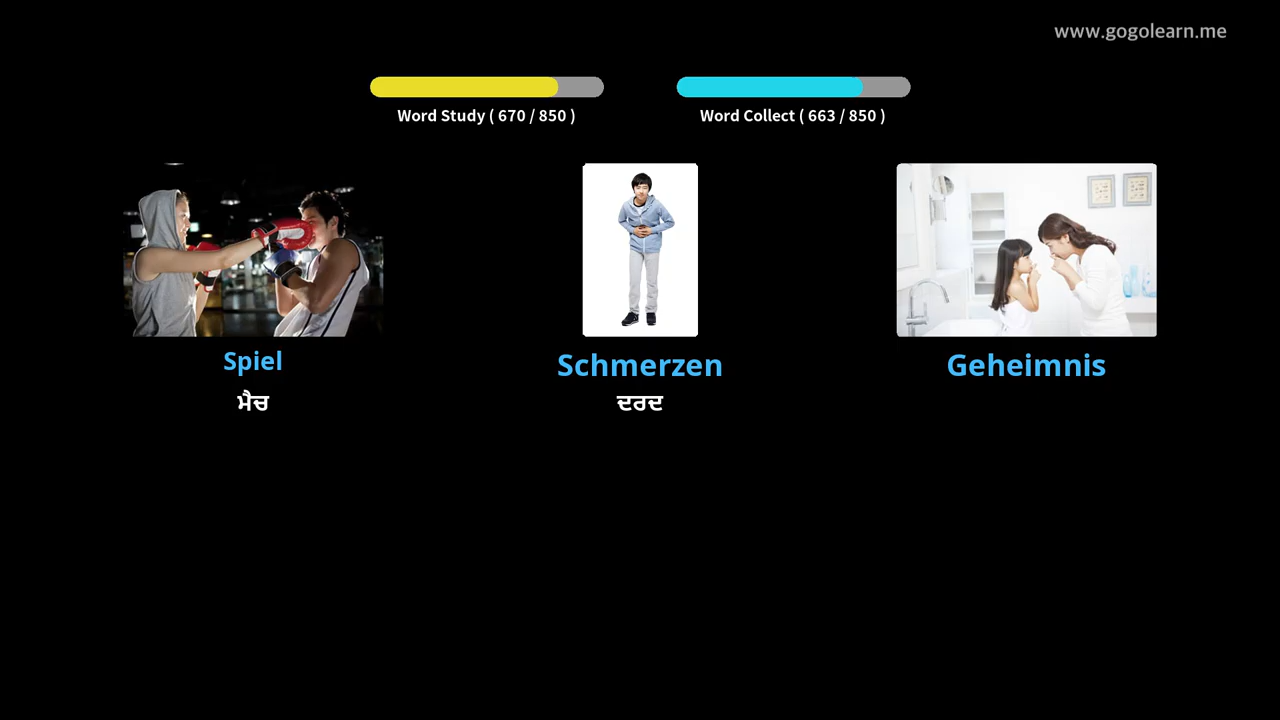 www.gogolearn.me
Word Study ( 670 / 850 )
Word Collect ( 663 / 850 )
Spiel
Schmerzen
Geheimnis
ਮੈਚ
ਦਰਦ